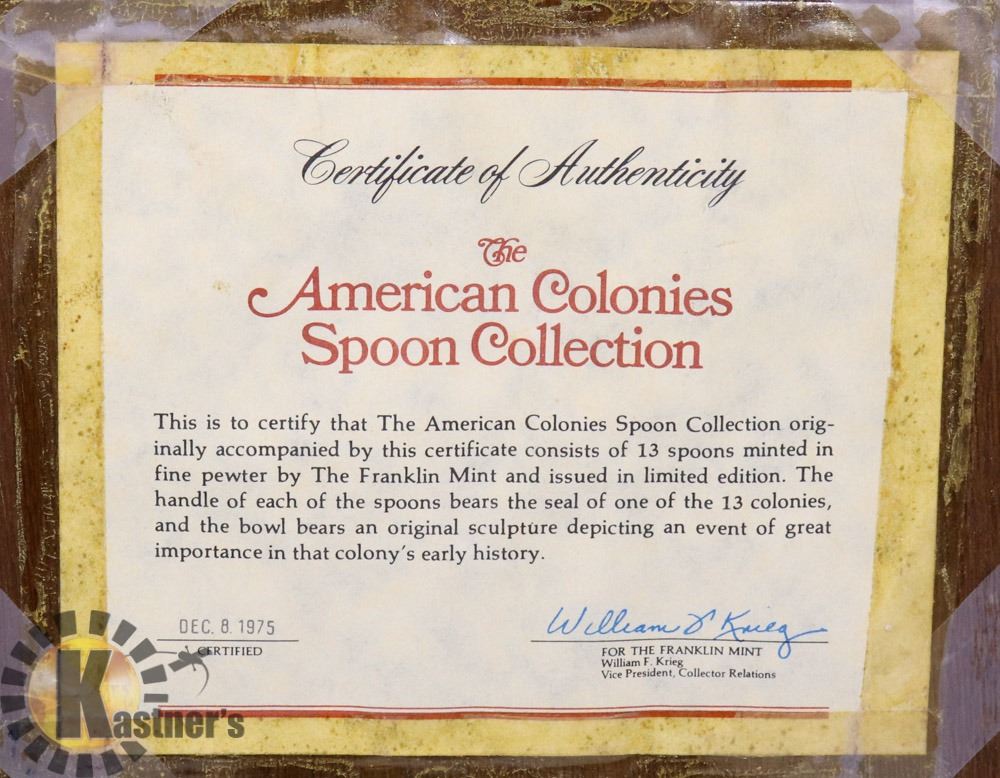 Certificate of Authenticity
The
American Colonies
Spoon Collection
This is to certify that The American Colonies Spoon Collection orig-
inally accompanied by this certificate consists of 13 spoons minted in
fine pewter by The Franklin Mint and issued in limited edition. The
handle of each of the spoons bears the seal of one of the 13 colonies,
and the bowl bears an original sculpture depicting an event of great
importance in that colony's early history.
DEC. 8. 1975
CERTIFIED
William F Krieg
FOR THE FRANKLIN MINT
William F. Krieg
Vice President, Collector Relations
Kastner's